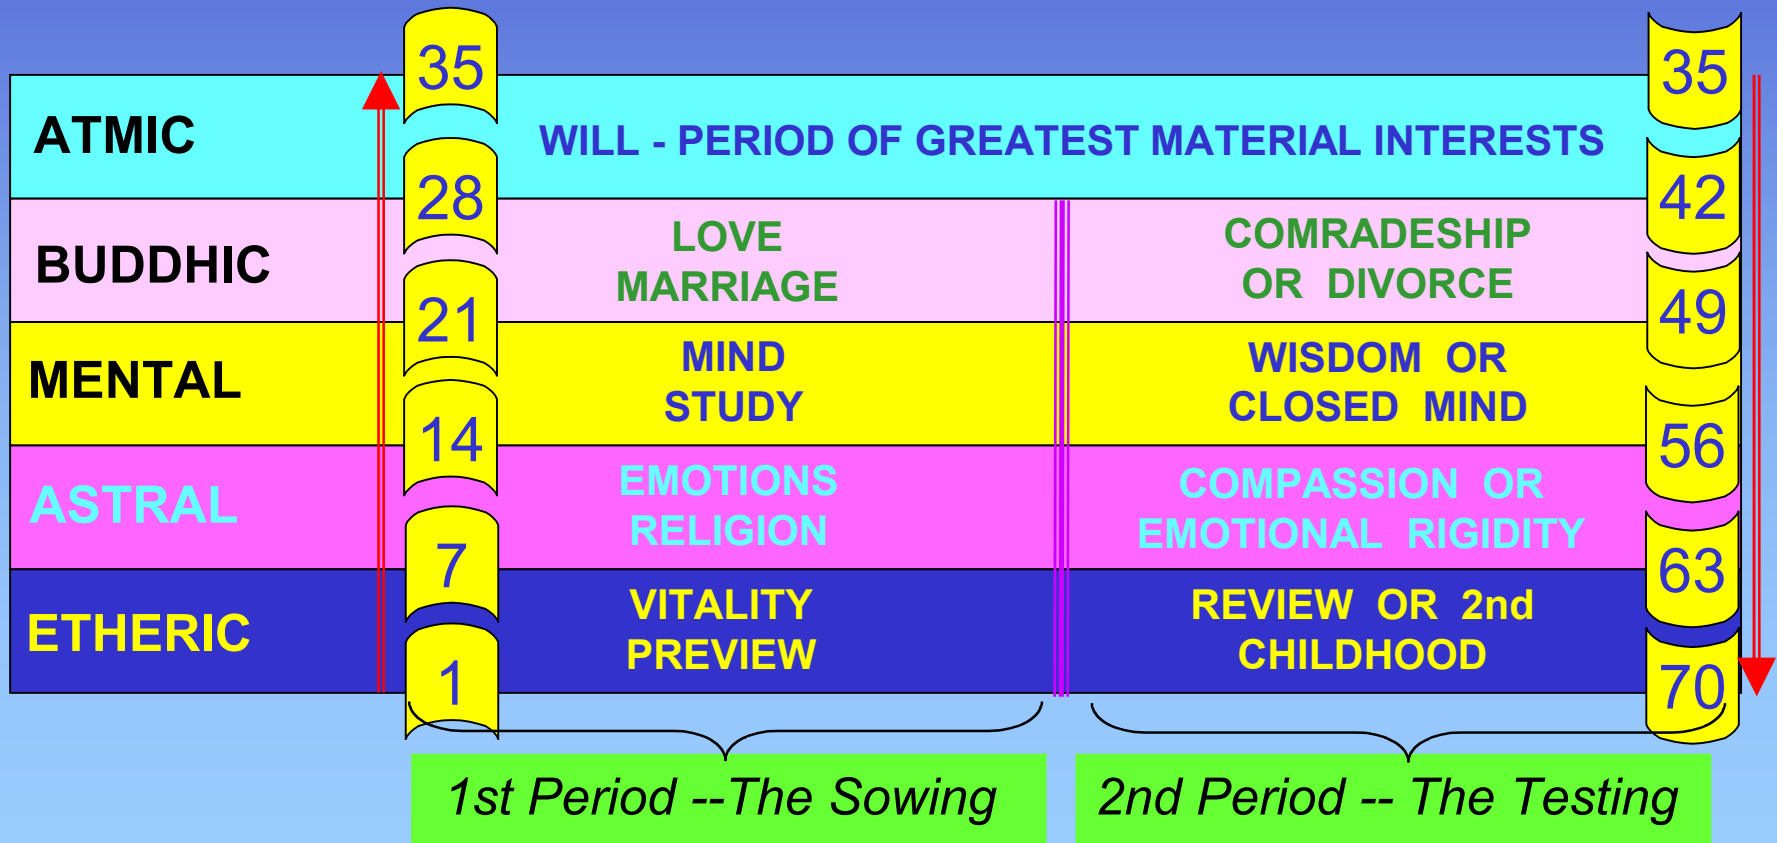 35
35
ATMIC
WILL - PERIOD OF GREATEST MATERIAL INTERESTS
28
42
BUDDHIC
LOVE
MARRIAGE
COMRADESHIP
OR DIVORCE
21
49
MENTAL
MIND
STUDY
WISDOM OR
CLOSED MIND
14
56
ASTRAL
EMOTIONS
RELIGION
COMPASSION OR
EMOTIONAL RIGIDITY
7
63
ETHERIC
VITALITY
PREVIEW
REVIEW OR 2nd
CHILDHOOD
1
70
1st Period --The Sowing
2nd Period -- The Testing